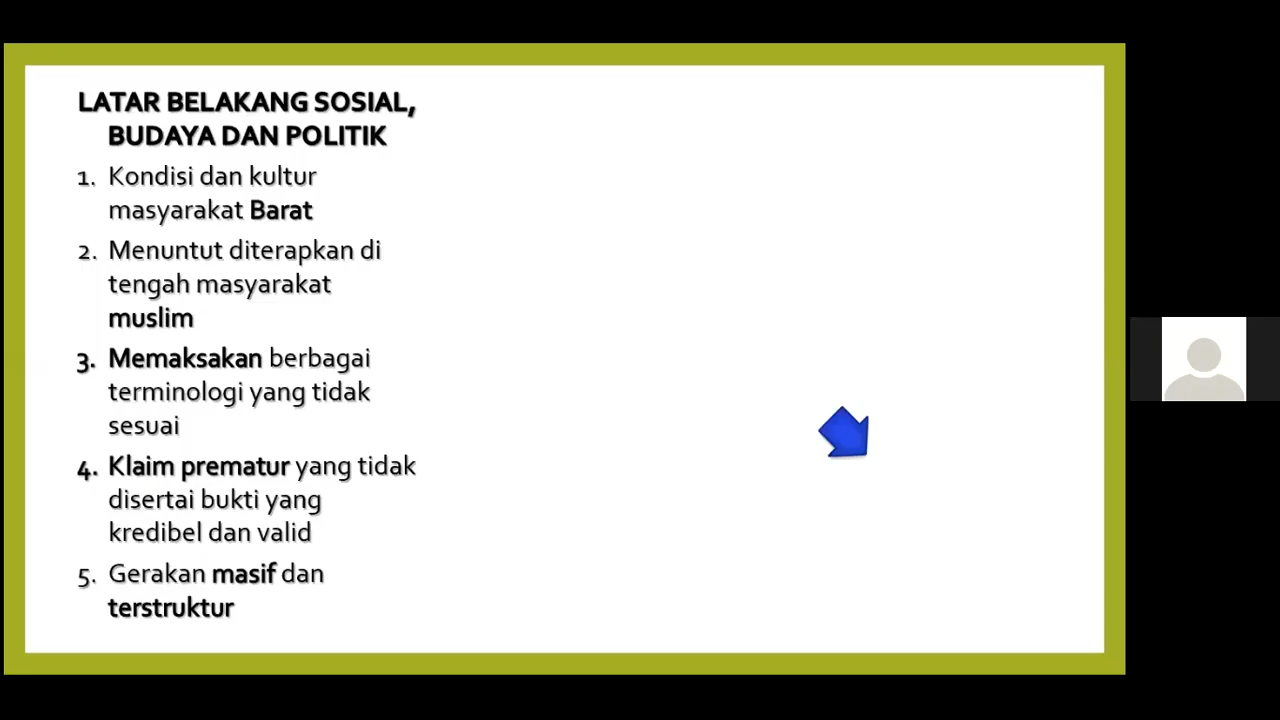 LATAR BELAKANG SOSIAL,
BUDAYA DAN POLITIK
1. Kondisi dan kultur
masyarakat Barat
2. Menuntut diterapkan di
tengah masyarakat
muslim
3. Memaksakan berbagai
terminologi yang tidak
sesuai
4. Klaim prematur yang tidak
disertai bukti yang
kredibel dan valid
5. Gerakan masif dan
terstruktur